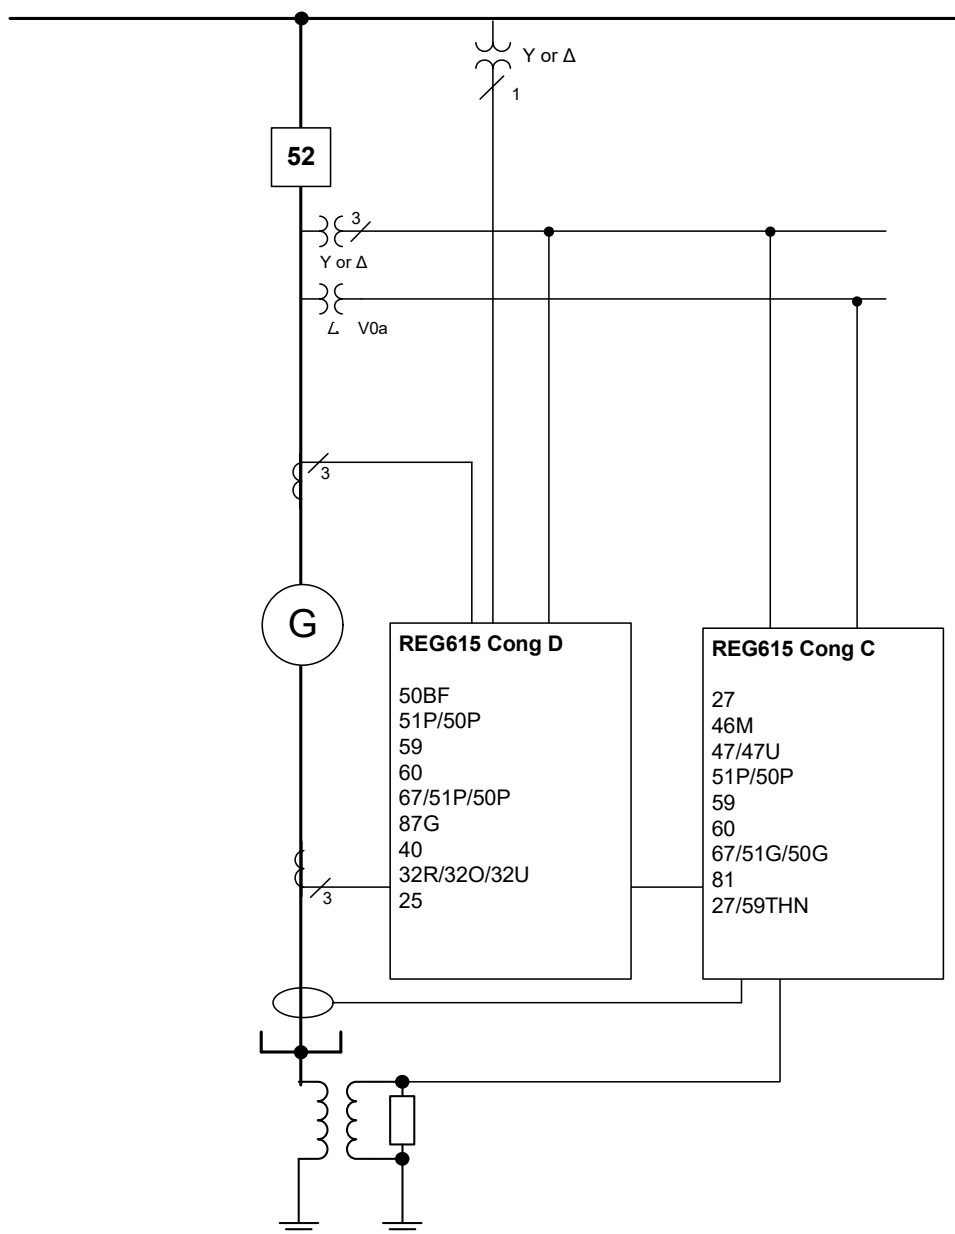 Y or Δ
1
52
3
Y or Δ
V0a
3
G
REG615 Cong D
50BF
51P/50P
59
60
67/51P/50P
87G
40
32R/32O/32U
25
REG615 Cong C
27
46M
47/47U
51P/50P
59
60
67/51G/50G
81
27/59THN
3